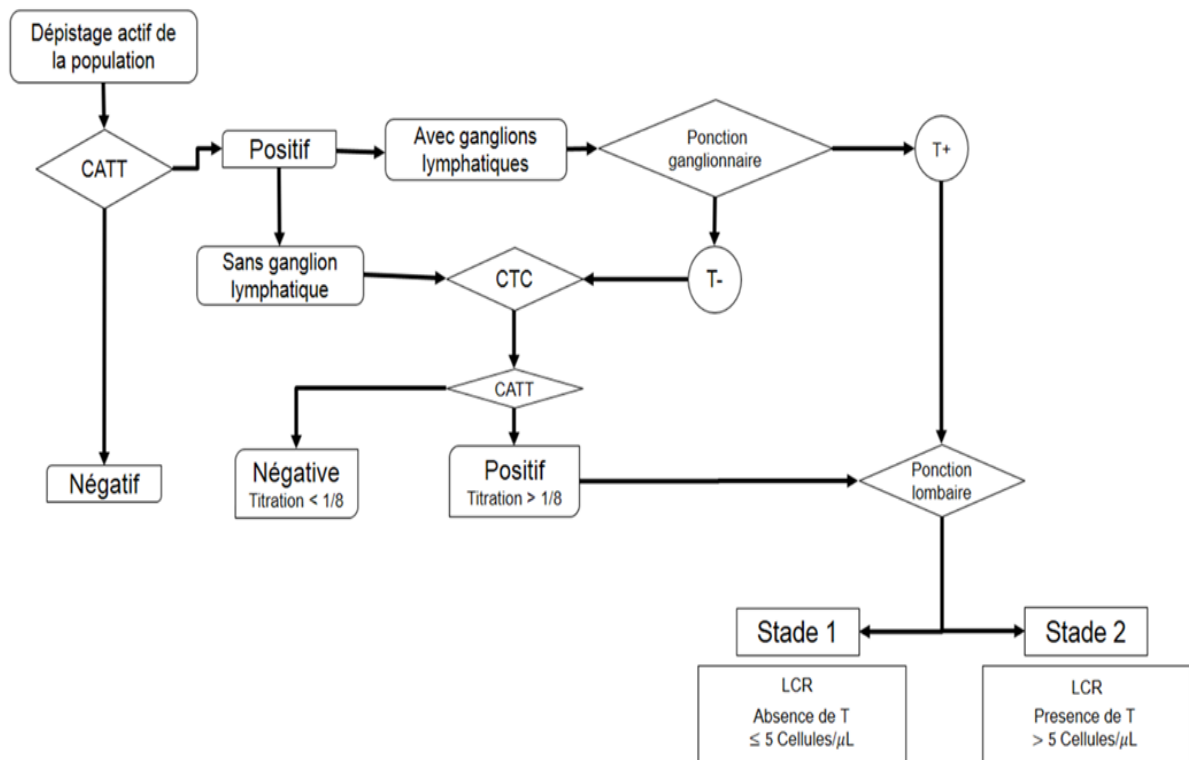 Dépistage actif de
la population
CATT
Positif
Avec ganglions
lymphatiques
Ponction
ganglionnaire
T+
Sans ganglion
lymphatique
CTC
T-
CATT
Négatif
Négative
Titration < 1/8
Positif
Titration > 1/8
Ponction
lombaire
Stade 1
Stade 2
LCR
Absence de T
≤ 5 Cellules/μL
LCR
Presence de T
> 5 Cellules/μL